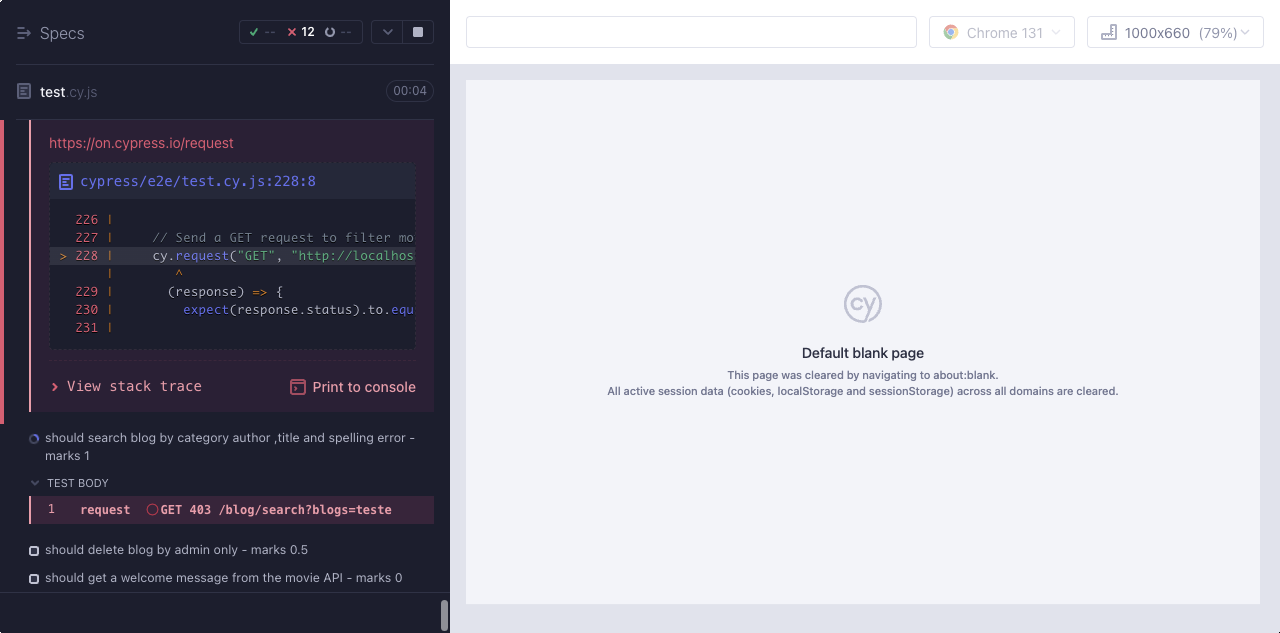 Specs
-- 12 --
Chrome 131
1000x660 (79%)
test.cy.js
00:04
https://on.cypress.io/request
cypress/e2e/test.cy.js:228:8
226 |
227 | // Send a GET request to filter mo
> 228 | cy.request("GET", "http://localhos
| ^
229 | (response) => {
230 | expect(response.status).to.equ
231 |
View stack trace
Print to console
should search blog by category author ,title and spelling error -
marks 1
TEST BODY
1 request GET 403 /blog/search?blogs=teste
should delete blog by admin only - marks 0.5
should get a welcome message from the movie API - marks 0
cy
Default blank page
This page was cleared by navigating to about:blank.
All active session data (cookies, localStorage and sessionStorage) across all domains are cleared.